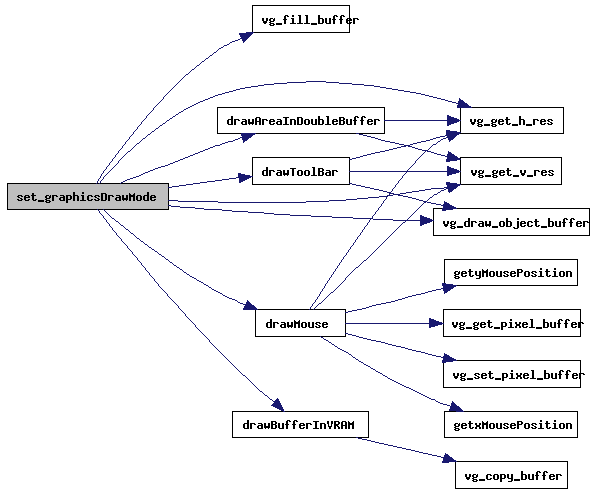 vg_fill_buffer
drawAreaInDoubleBuffer
vg_get_h_res
drawToolBar
vg_get_v_res
set_graphicsDrawMode
vg_draw_object_buffer
getyMousePosition
drawMouse
vg_get_pixel_buffer
vg_set_pixel_buffer
drawBufferInVRAM
getxMousePosition
vg_copy_buffer